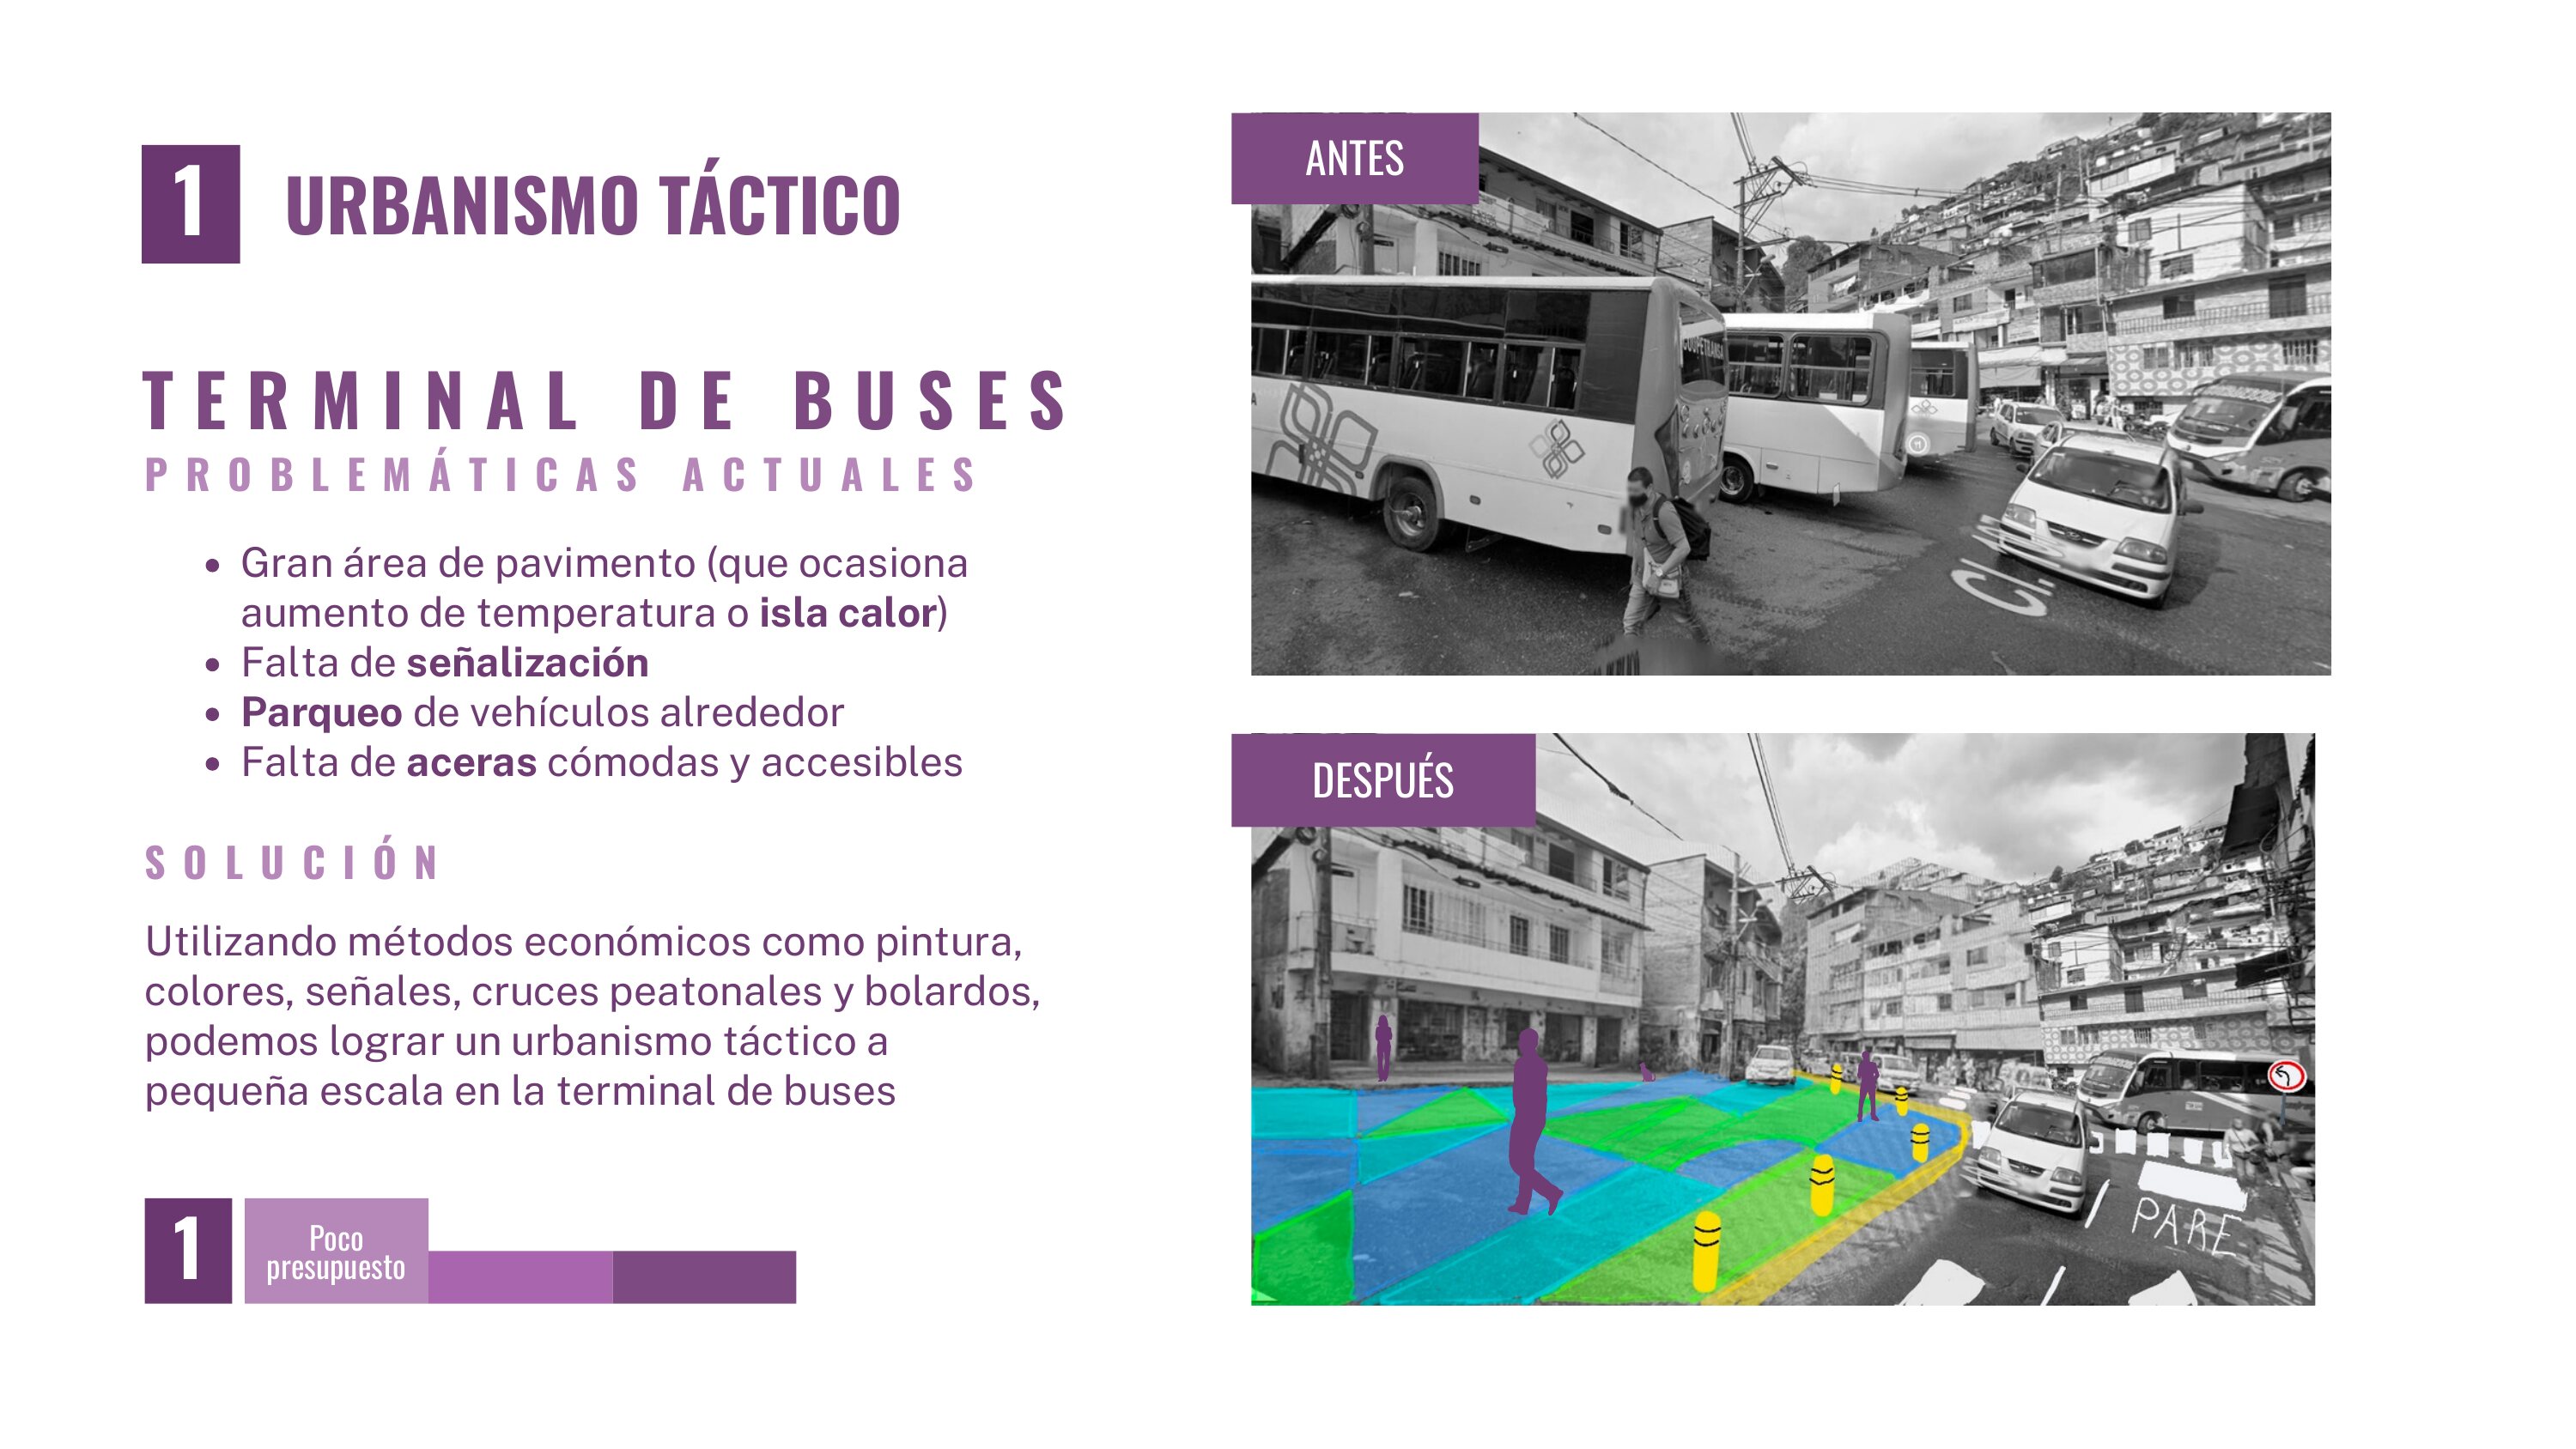 1 URBANISMO TÁCTICO
TERMINAL DE BUSES
PROBLEMÁTICAS ACTUALES
• Gran área de pavimento (que ocasiona
aumento de temperatura o isla calor)
• Falta de señalización
• Parqueo de vehículos alrededor
• Falta de aceras cómodas y accesibles
SOLUCIÓN
Utilizando métodos económicos como pintura,
colores, señales, cruces peatonales y bolardos,
podemos lograr un urbanismo táctico a
pequeña escala en la terminal de buses
1
Poco
presupuesto
ANTES
Cl.
DESPUÉS
PARE